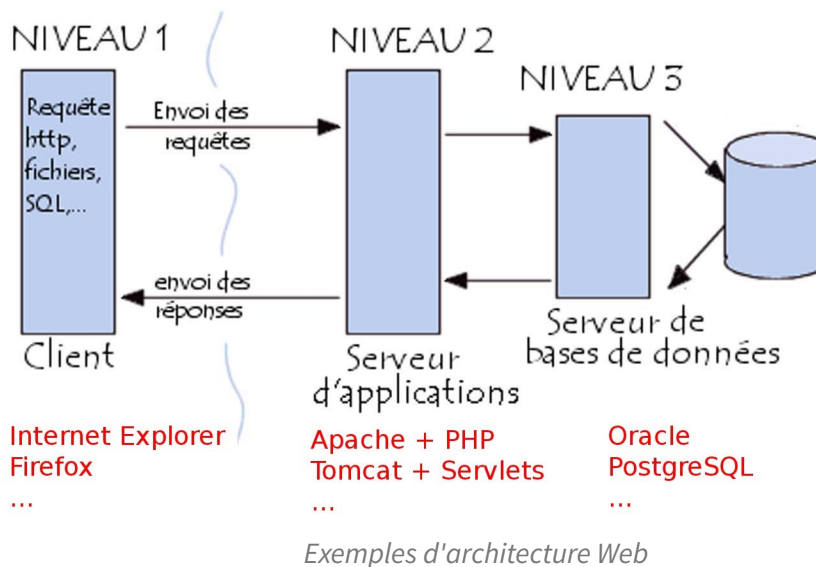 NIVEAU 1
Requête
http,
fichiers,
SQL,...
Client
Internet Explorer
Firefox
...
Envoi des
requêtes
envoi des
réponses
NIVEAU 2
Serveur
d'applications
Apache + PHP
Tomcat + Servlets
...
NIVEAU 3
Serveur de
bases de données
Oracle
PostgreSQL
...
Exemples d'architecture Web